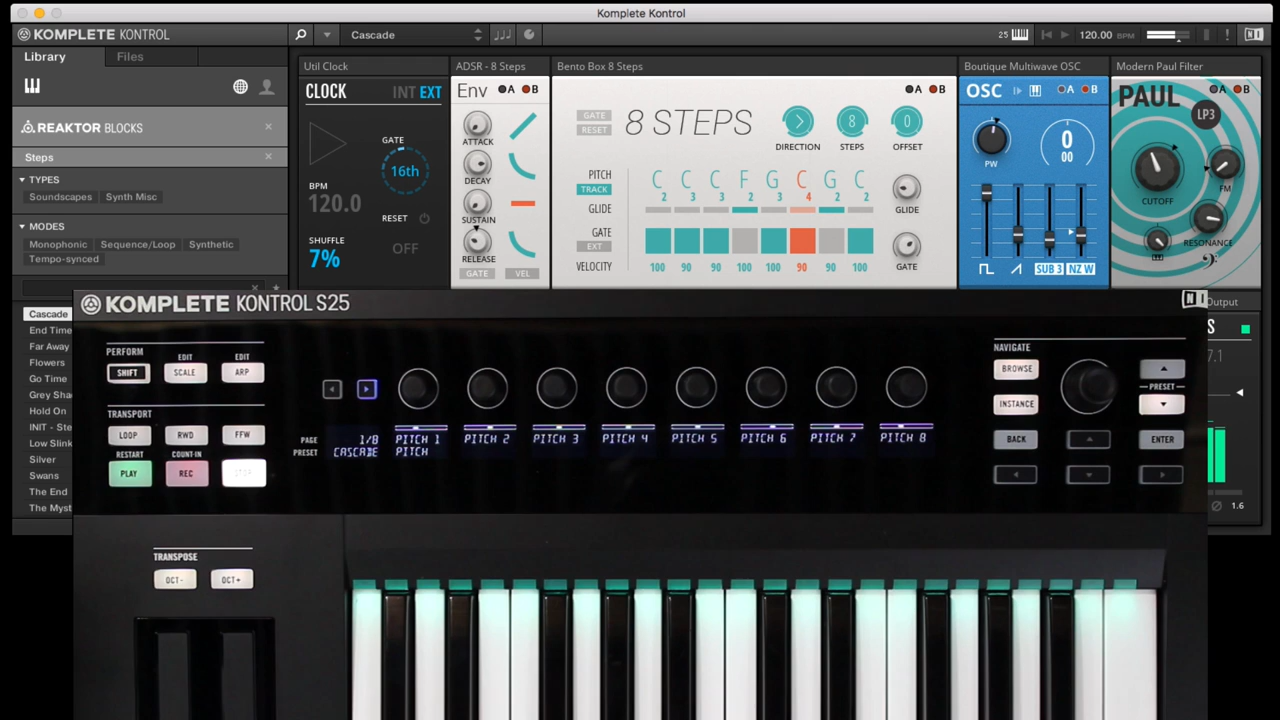 Komplete Kontrol
KOMPLETE KONTROL
Cascade
25
120.00 BPM
Library
Files
REAKTOR BLOCKS
Steps
TYPES
Soundscapes
Synth Misc
MODES
Monophonic
Sequence/Loop
Synthetic
Tempo-synced
Cascade
End Time
Far Away
Flowers
Go Time
Grey Sha
Hold On
INIT - Ste
Low Slink
Silver
Swans
The End
The Myst
Util Clock
CLOCK INT EXT
GATE
16th
BPM
120.0
RESET
OFF
SHUFFLE
7%
ADSR - 8 Steps
Env A B
ATTACK
DECAY
SUSTAIN
RELEASE
GATE VEL
Bento Box 8 Steps
A B
GATE
RESET
8 STEPS
8 0
DIRECTION STEPS OFFSET
PITCH
TRACK
C 2 C 3 C 3 F 2 G 3 C 4 G 2 C 2
GLIDE
GLIDE
GATE
EXT
GATE
VELOCITY 100 90 90 100 100 90 90 100
Boutique Multiwave OSC
OSC A B
PW
0
00
SUB 3 NZ W
Modern Paul Filter
PAUL A B
LP3
CUTOFF
FM
RESONANCE
Output
S
7.1
1.6
KOMPLETE KONTROL S25
PERFORM
EDIT EDIT
SHIFT SCALE ARP
TRANSPORT
LOOP RWD FFW
RESTART COUNT-IN
PLAY REC STOP
PAGE 1/8
PRESET CASCADE
PITCH 1 PITCH 2 PITCH 3 PITCH 4 PITCH 5 PITCH 6 PITCH 7 PITCH 8
PITCH
NAVIGATE
BROWSE
PRESET
INSTANCE
BACK ENTER
TRANSPOSE
OCT- OCT+